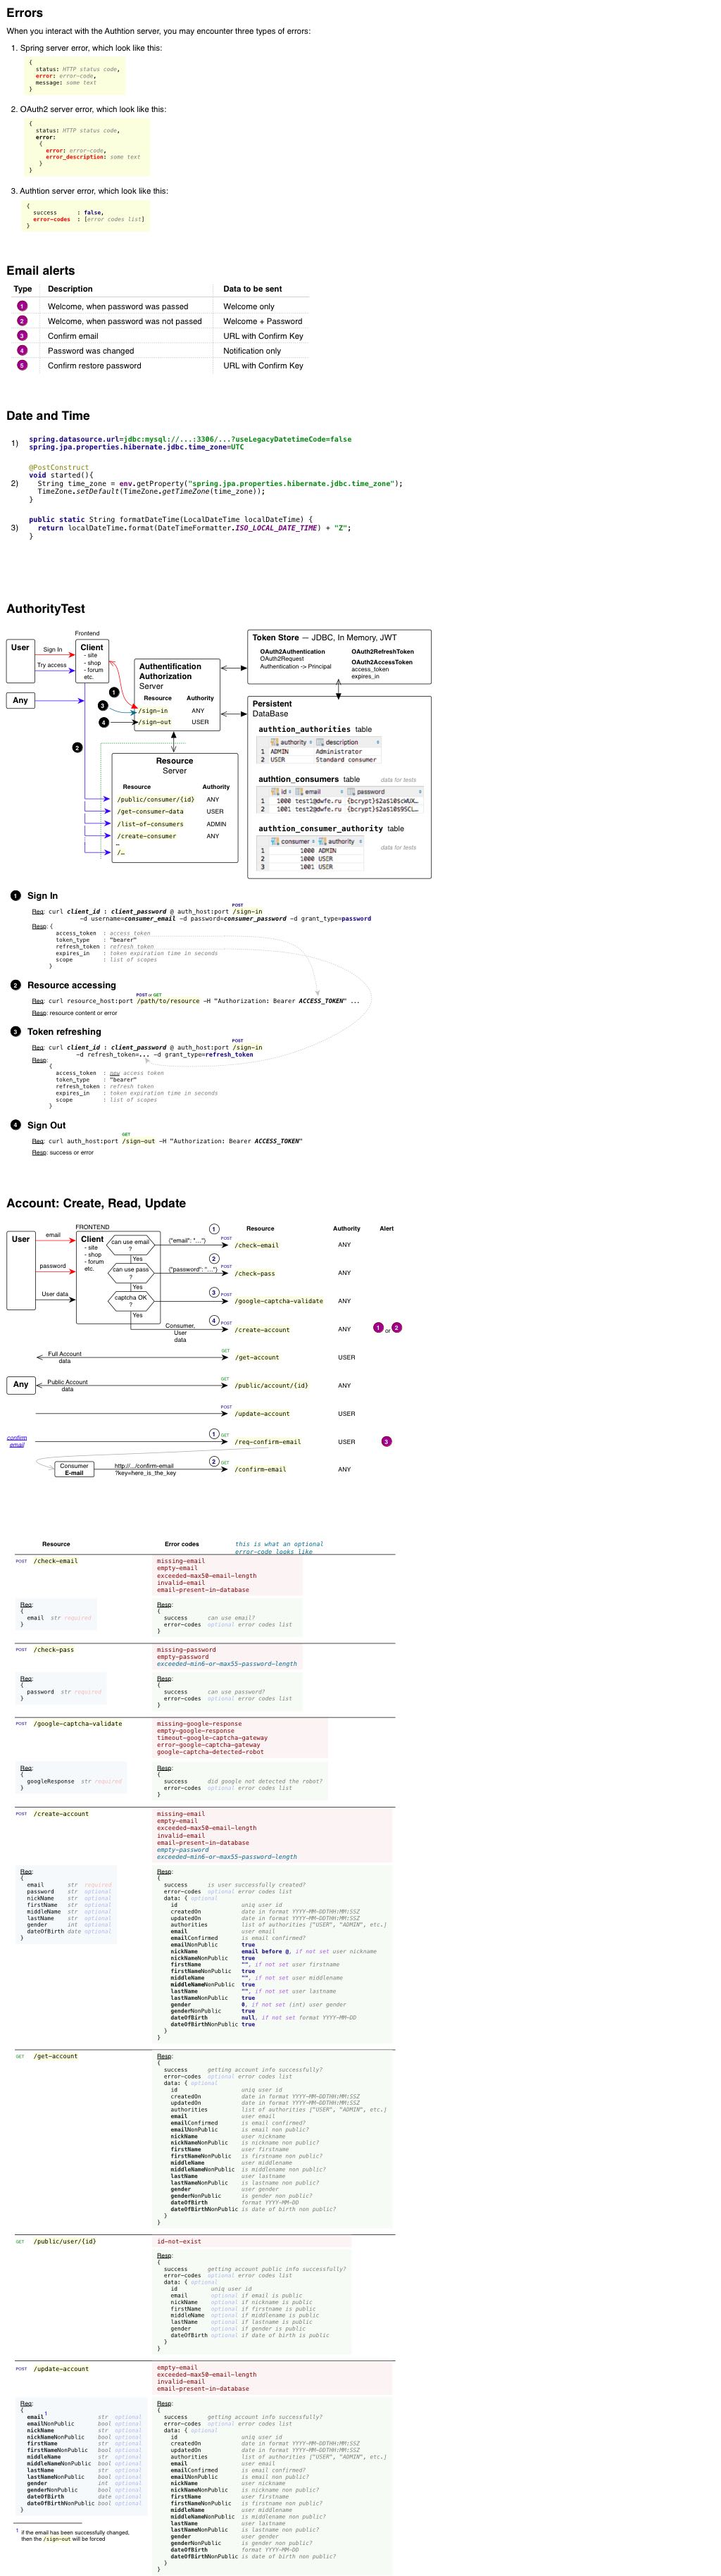 Errors
When you interact with the Authtion server, you may encounter three types of errors:
1. Spring server error, which look like this:
{
status: HTTP status code,
error: error-code,
message: some text
}
2. OAuth2 server error, which look like this:
{
status: HTTP status code,
error:
{
error: error-code,
error_description: some text
}
}
3. Authtion server error, which look like this:
{
success : false,
error-codes : [error codes list]
}
Email alerts
Type Description Data to be sent
1 Welcome, when password was passed Welcome only
2 Welcome, when password was not passed Welcome + Password
3 Confirm email URL with Confirm Key
4 Password was changed Notification only
5 Confirm restore password URL with Confirm Key
Date and Time
1) spring.datasource.url=jdbc:mysql://...:3306/...?useLegacyDatetimeCode=false
spring.jpa.properties.hibernate.jdbc.time_zone=UTC
@PostConstruct
void started(){
2) String time_zone = env.getProperty("spring.jpa.properties.hibernate.jdbc.time_zone");
TimeZone.setDefault(TimeZone.getTimeZone(time_zone));
}
public static String formatDateTime(LocalDateTime localDateTime) {
3) return localDateTime.format(DateTimeFormatter.ISO_LOCAL_DATE_TIME) + "Z";
}
AuthorityTest
Frontend
User
Sign In
Try access
Client
- site
- shop
- forum
etc.
Any
Authentification
Authorization
Server
Resource Authority
/sign-in ANY
/sign-out USER
1
3
4
2
Token Store — JDBC, In Memory, JWT
OAuth2Authentication
OAuth2Request
Authentication -> Principal
OAuth2RefreshToken
OAuth2AccessToken
access_token
expires_in
Resource
Server
Resource Authority
/public/consumer/{id} ANY
/get-consumer-data USER
/list-of-consumers ADMIN
/create-consumer ANY
…
/…
Persistent
DataBase
authtion_authorities table
authority description
1 ADMIN Administrator
2 USER Standard consumer
authtion_consumers table data for tests
id email password
1 1000 test1@dwfe.ru
2 1001 test2@dwfe.ru
authtion_consumer_authority table
data for tests
consumer authority
1 1000 ADMIN
2 1000 USER
3 1001 USER
1 Sign In
POST
Req: curl client_id : client_password @ auth_host:port /sign-in
-d username=consumer_email -d password=consumer_password -d grant_type=password
Resp: {
access_token : access token
token_type : "bearer"
refresh_token : refresh token
expires_in : token expiration time in seconds
scope : list of scopes
}
2 Resource accessing
POST or GET
Req: curl resource_host:port /path/to/resource -H "Authorization: Bearer ACCESS_TOKEN" ...
Resp: resource content or error
3 Token refreshing
POST
Req: curl client_id : client_password @ auth_host:port /sign-in
-d refresh_token=... -d grant_type=refresh_token
Resp:
{
access_token : new access token
token_type : "bearer"
refresh_token : refresh token
expires_in : token expiration time in seconds
scope : list of scopes
}
4 Sign Out
GET
Req: curl auth_host:port /sign-out -H "Authorization: Bearer ACCESS_TOKEN"
Resp: success or error
Account: Create, Read, Update
FRONTEND
Resource Authority Alert
User
email
password
User data
Client
- site
- shop
- forum
etc.
can use email
?
Yes
can use pass
?
Yes
captcha OK
?
Yes
1 {"email": "..."} POST /check-email ANY
2 {"password": "..."} POST /check-pass ANY
3 POST /google-captcha-validate ANY
4 Consumer, User data POST /create-account ANY 1 or 2
Full Account data GET /get-account USER
Any Public Account data GET /public/account/{id} ANY
POST /update-account USER
confirm email 1 GET /req-confirm-email USER 3
Consumer
E-mail
http://.../confirm-email
?key=here_is_the_key
2 GET /confirm-email ANY
Resource Error codes this is what an optional
error-code looks like
POST /check-email missing-email
empty-email
exceeded-max50-email-length
invalid-email
email-present-in-database
Req:
{
email str required
}
Resp:
{
success can use email?
error-codes optional error codes list
}
POST /check-pass missing-password
empty-password
exceeded-min6-or-max55-password-length
Req:
{
password str required
}
Resp:
{
success can use password?
error-codes optional error codes list
}
POST /google-captcha-validate missing-google-response
empty-google-response
timeout-google-captcha-gateway
error-google-captcha-gateway
google-captcha-detected-robot
Req:
{
googleResponse str required
}
Resp:
{
success did google not detected the robot?
error-codes optional error codes list
}
POST /create-account missing-email
empty-email
exceeded-max50-email-length
invalid-email
email-present-in-database
empty-password
exceeded-min6-or-max55-password-length
Req:
{
email str required
password str optional
nickName str optional
firstName str optional
middleName str optional
lastName str optional
gender int optional
dateOfBirth date optional
}
Resp:
{
success is user successfully created?
error-codes optional error codes list
data: { optional
id uniq user id
createdOn date in format YYYY-MM-DDTHH:MM:SSZ
updatedOn date in format YYYY-MM-DDTHH:MM:SSZ
authorities list of authorities ["USER", "ADMIN", etc.]
email user email
emailConfirmed is email confirmed?
emailNonPublic true
nickName email before @, if not set user nickname
nickNameNonPublic true
firstName "", if not set user firstname
firstNameNonPublic true
middleName "", if not set user middlename
middleNameNonPublic true
lastName "", if not set user lastname
lastNameNonPublic true
gender 0, if not set (int) user gender
genderNonPublic true
dateOfBirth null, if not set format YYYY-MM-DD
dateOfBirthNonPublic true
}
}
GET /get-account
Resp:
{
success getting account info successfully?
error-codes optional error codes list
data: { optional
id uniq user id
createdOn date in format YYYY-MM-DDTHH:MM:SSZ
updatedOn date in format YYYY-MM-DDTHH:MM:SSZ
authorities list of authorities ["USER", "ADMIN", etc.]
email user email
emailConfirmed is email confirmed?
emailNonPublic is email non public?
nickName user nickname
nickNameNonPublic is nickname non public?
firstName user firstname
firstNameNonPublic is firstname non public?
middleName user middlename
middleNameNonPublic is middlename non public?
lastName user lastname
lastNameNonPublic is lastname non public?
gender user gender
genderNonPublic is gender non public?
dateOfBirth format YYYY-MM-DD
dateOfBirthNonPublic is date of birth non public?
}
}
GET /public/user/{id} id-not-exist
Resp:
{
success getting account public info successfully?
error-codes optional error codes list
data: { optional
id uniq user id
email optional if email is public
nickName optional if nickname is public
firstName optional if firstname is public
middleName optional if middlename is public
lastName optional if lastname is public
gender optional if gender is public
dateOfBirth optional if date of birth is public
}
}
POST /update-account empty-email
exceeded-max50-email-length
invalid-email
email-present-in-database
Req:
{
email1 str optional
emailNonPublic bool optional
nickName str optional
nickNameNonPublic bool optional
firstName str optional
firstNameNonPublic bool optional
middleName str optional
middleNameNonPublic bool optional
lastName str optional
lastNameNonPublic bool optional
gender int optional
genderNonPublic bool optional
dateOfBirth date optional
dateOfBirthNonPublic bool optional
}
1 if the email has been successfully changed,
then the /sign-out will be forced
Resp:
{
success getting account info successfully?
error-codes optional error codes list
data: { optional
id uniq user id
createdOn date in format YYYY-MM-DDTHH:MM:SSZ
updatedOn date in format YYYY-MM-DDTHH:MM:SSZ
authorities list of authorities ["USER", "ADMIN", etc.]
email user email
emailConfirmed is email confirmed?
emailNonPublic is email non public?
nickName user nickname
nickNameNonPublic is nickname non public?
firstName user firstname
firstNameNonPublic is firstname non public?
middleName user middlename
middleNameNonPublic is middlename non public?
lastName user lastname
lastNameNonPublic is lastname non public?
gender user gender
genderNonPublic is gender non public?
dateOfBirth format YYYY-MM-DD
dateOfBirthNonPublic is date of birth non public?
}
}